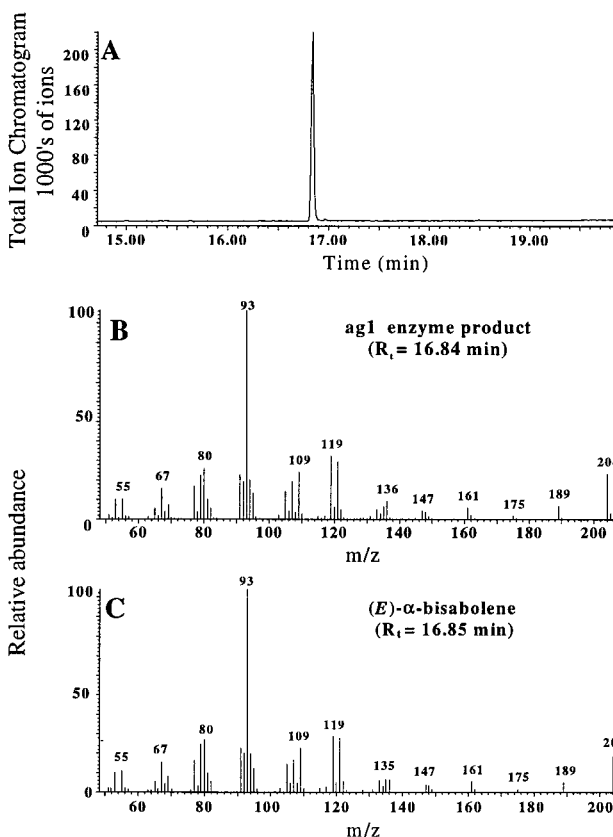 A
Total Ion Chromatogram
1000's of ions
220
200
160
120
80
40
0
15.00 16.00 17.00 18.00 19.00
Time (min)
B
ag1 enzyme product
(Rt = 16.84 min)
100
50
0
55 67 80 93 109 119 136 147 161 175 189
60 80 100 120 140 160 180 200
m/z
Relative abundance
C
(E)-α-bisabolene
(Rt = 16.85 min)
100
50
0
55 67 80 93 109 119 135 147 161 175 189 20
60 80 100 120 140 160 180 200
m/z